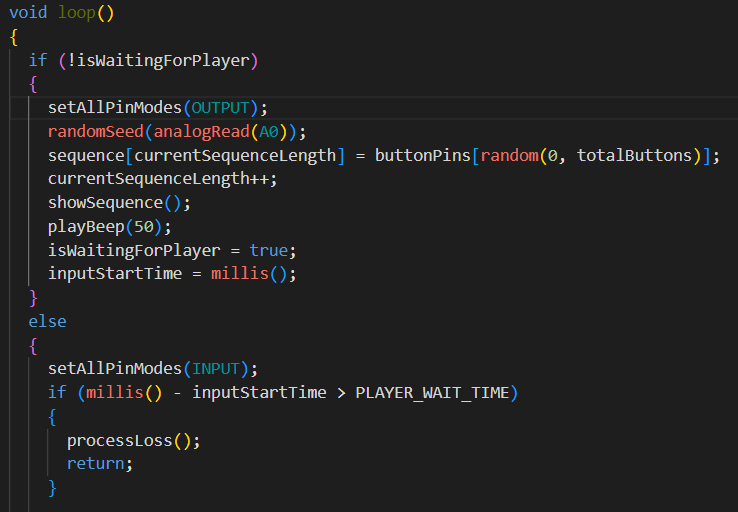 void loop()
{
if (!isWaitingForPlayer)
{
setAllPinModes(OUTPUT);
randomSeed(analogRead(A0));
sequence[currentSequenceLength] = buttonPins[random(0, totalButtons)];
currentSequenceLength++;
showSequence();
playBeep(50);
isWaitingForPlayer = true;
inputStartTime = millis();
}
else
{
setAllPinModes(INPUT);
if (millis() - inputStartTime > PLAYER_WAIT_TIME)
{
processLoss();
return;
}